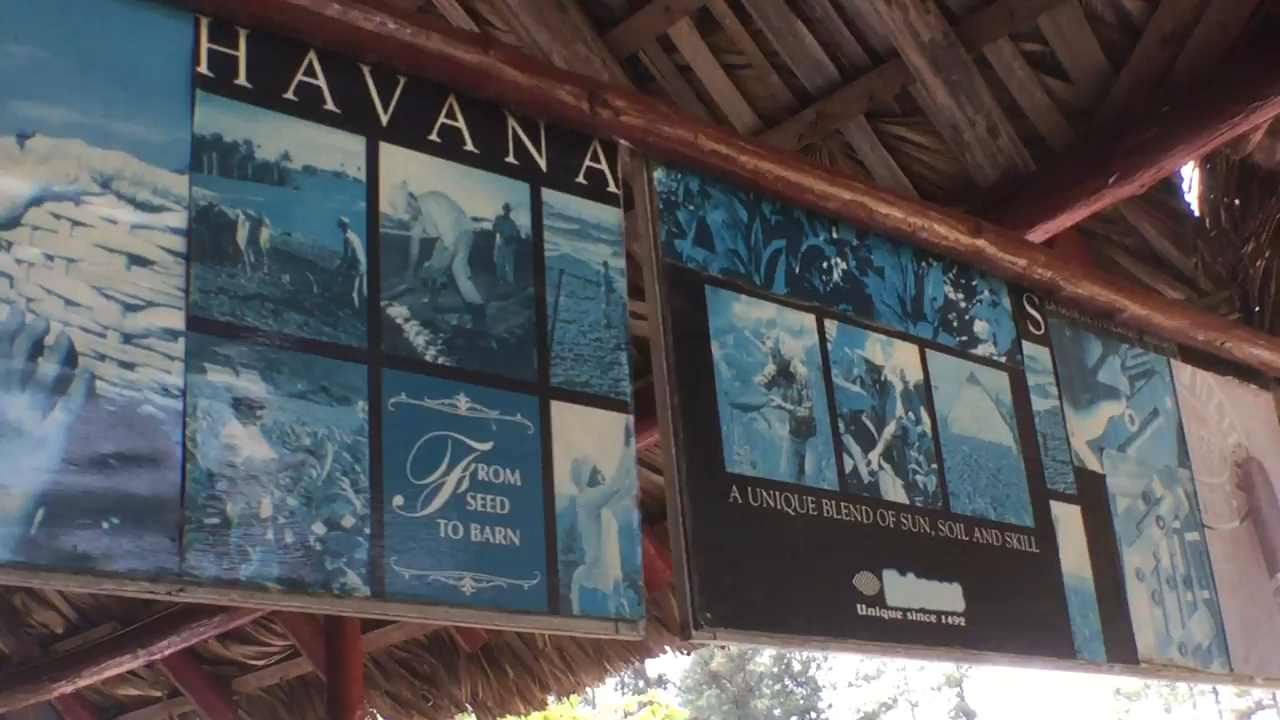 HAVANA
FROM
SEED
TO BARN
A UNIQUE BLEND OF SUN, SOIL AND SKILL
Unique since 1492
S